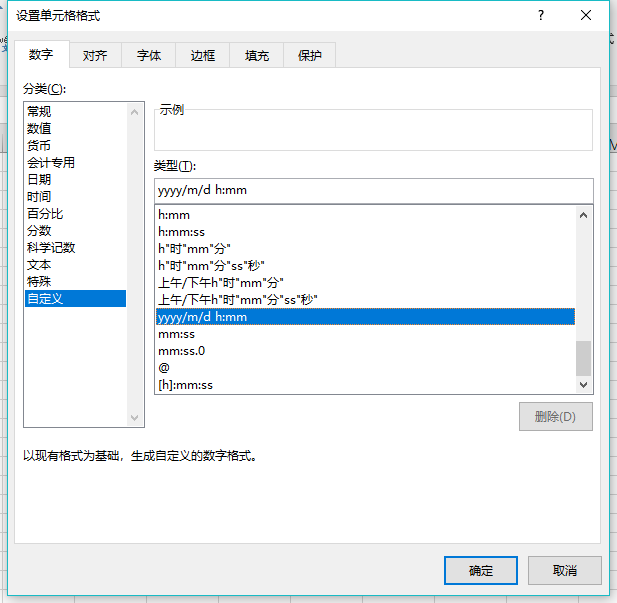 设置单元格格式
?
数字
对齐
字体
边框
填充
保护
分类(C):
常规
数值
货币
会计专用
日期
时间
百分比
分数
科学记数
文本
特殊
自定义
示例
类型(T):
yyyy/m/d h:mm
h:mm
h:mm:ss
h"时"mm"分"
h"时"mm"分"ss"秒"
上午/下午h"时"mm"分"
上午/下午h"时"mm"分"ss"秒"
yyyy/m/d h:mm
mm:ss
mm:ss.0
@
[h]:mm:ss
删除(D)
以现有格式为基础，生成自定义的数字格式。
确定
取消